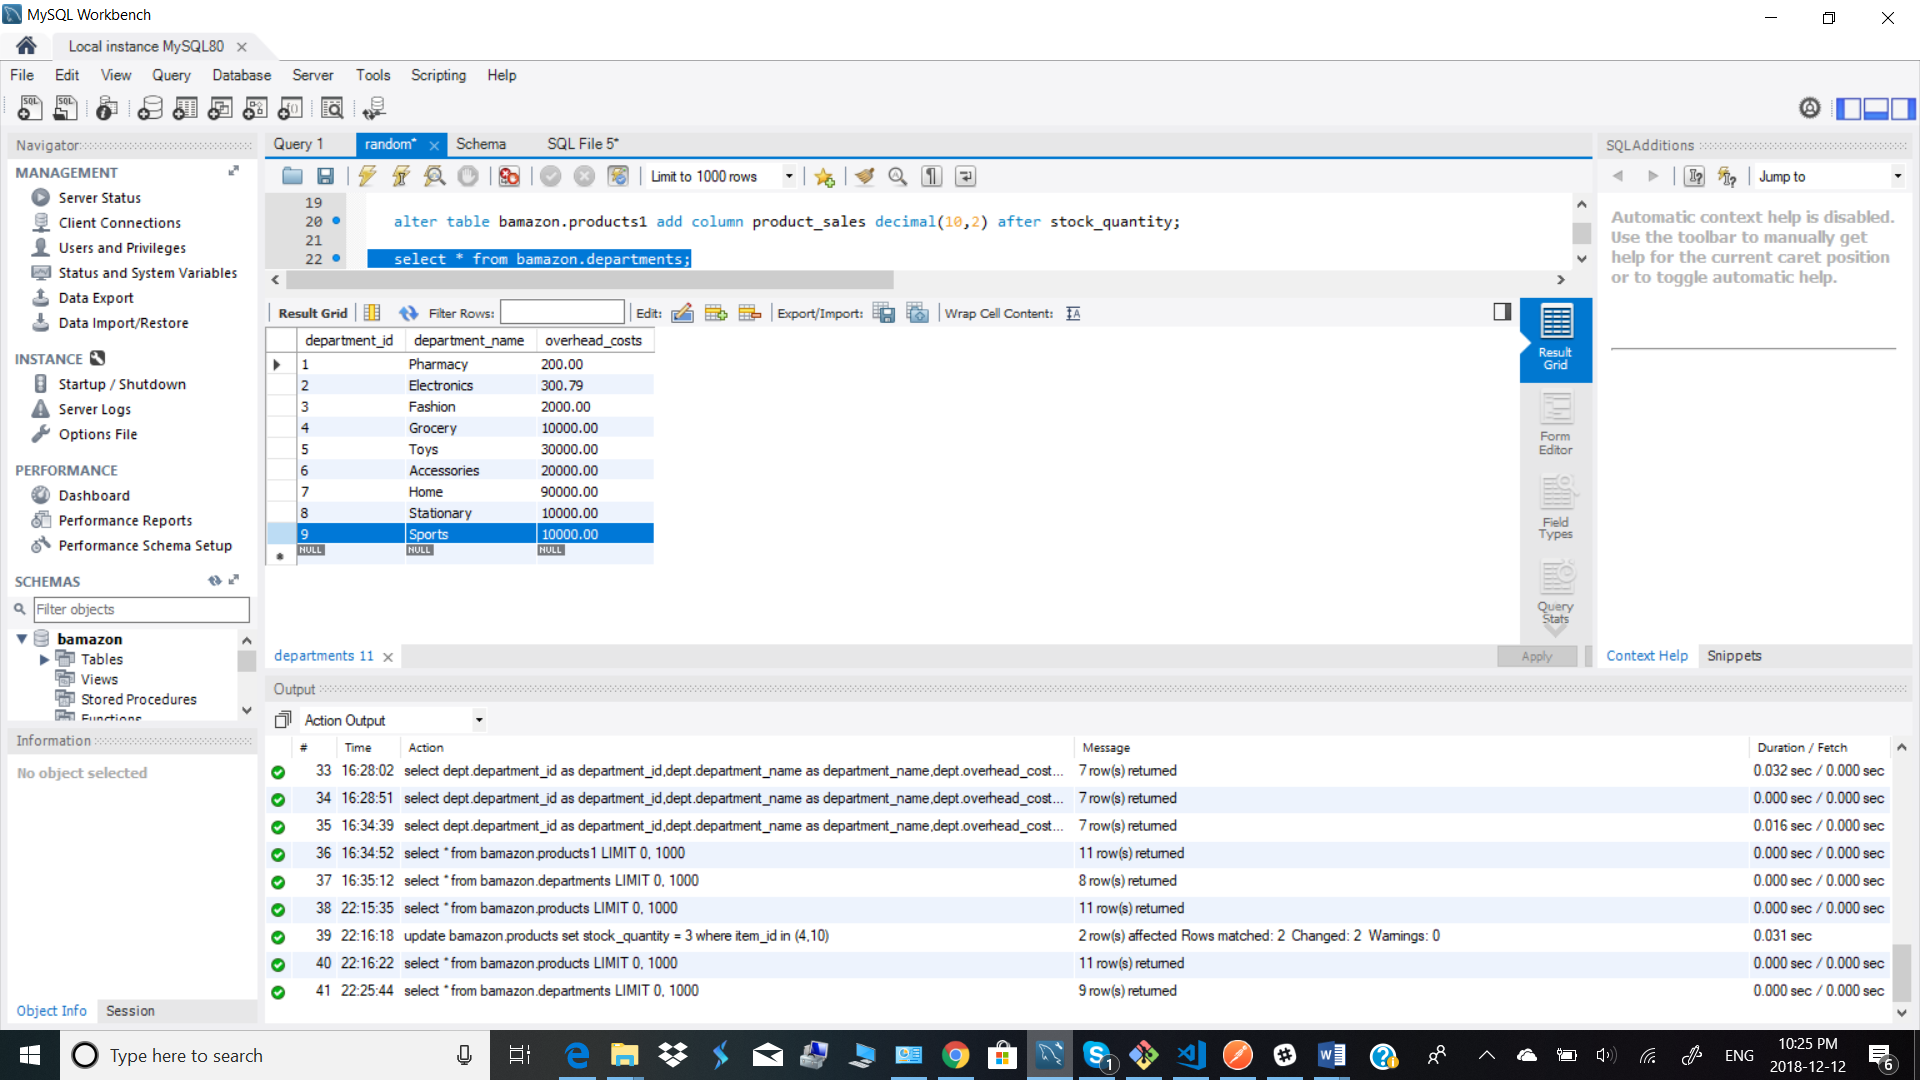 MySQL Workbench
Local instance MySQL80
File Edit View Query Database Server Tools Scripting Help
Navigator
MANAGEMENT
Server Status
Client Connections
Users and Privileges
Status and System Variables
Data Export
Data Import/Restore
INSTANCE
Startup / Shutdown
Server Logs
Options File
PERFORMANCE
Dashboard
Performance Reports
Performance Schema Setup
SCHEMAS
Filter objects
bamazon
Tables
Views
Stored Procedures
Functions
Information
No object selected
Object Info Session
Query 1 random* Schema SQL File 5*
Limit to 1000 rows
19
20 alter table bamazon.products1 add column product_sales decimal(10,2) after stock_quantity;
21
22 select * from bamazon.departments;
Result Grid Filter Rows: Edit: Export/Import: Wrap Cell Content:
department_id department_name overhead_costs
1 Pharmacy 200.00
2 Electronics 300.79
3 Fashion 2000.00
4 Grocery 10000.00
5 Toys 30000.00
6 Accessories 20000.00
7 Home 90000.00
8 Stationary 10000.00
9 Sports 10000.00
NULL NULL NULL
Result
Grid
Form
Editor
Field
Types
Query
Stats
departments 11
Apply
SQLAdditions
Jump to
Automatic context help is disabled.
Use the toolbar to manually get
help for the current caret position
or to toggle automatic help.
Context Help Snippets
Output
Action Output
# Time Action Message Duration / Fetch
33 16:28:02 select dept.department_id as department_id,dept.department_name as department_name,dept.overhead_cost... 7 row(s) returned 0.032 sec / 0.000 sec
34 16:28:51 select dept.department_id as department_id,dept.department_name as department_name,dept.overhead_cost... 7 row(s) returned 0.000 sec / 0.000 sec
35 16:34:39 select dept.department_id as department_id,dept.department_name as department_name,dept.overhead_cost... 7 row(s) returned 0.016 sec / 0.000 sec
36 16:34:52 select * from bamazon.products1 LIMIT 0, 1000 11 row(s) returned 0.000 sec / 0.000 sec
37 16:35:12 select * from bamazon.departments LIMIT 0, 1000 8 row(s) returned 0.000 sec / 0.000 sec
38 22:15:35 select * from bamazon.products LIMIT 0, 1000 11 row(s) returned 0.000 sec / 0.000 sec
39 22:16:18 update bamazon.products set stock_quantity = 3 where item_id in (4,10) 2 row(s) affected Rows matched: 2 Changed: 2 Warnings: 0 0.031 sec
40 22:16:22 select * from bamazon.products LIMIT 0, 1000 11 row(s) returned 0.000 sec / 0.000 sec
41 22:25:44 select * from bamazon.departments LIMIT 0, 1000 9 row(s) returned 0.000 sec / 0.000 sec
Type here to search
1
ENG
10:25 PM
2018-12-12
6